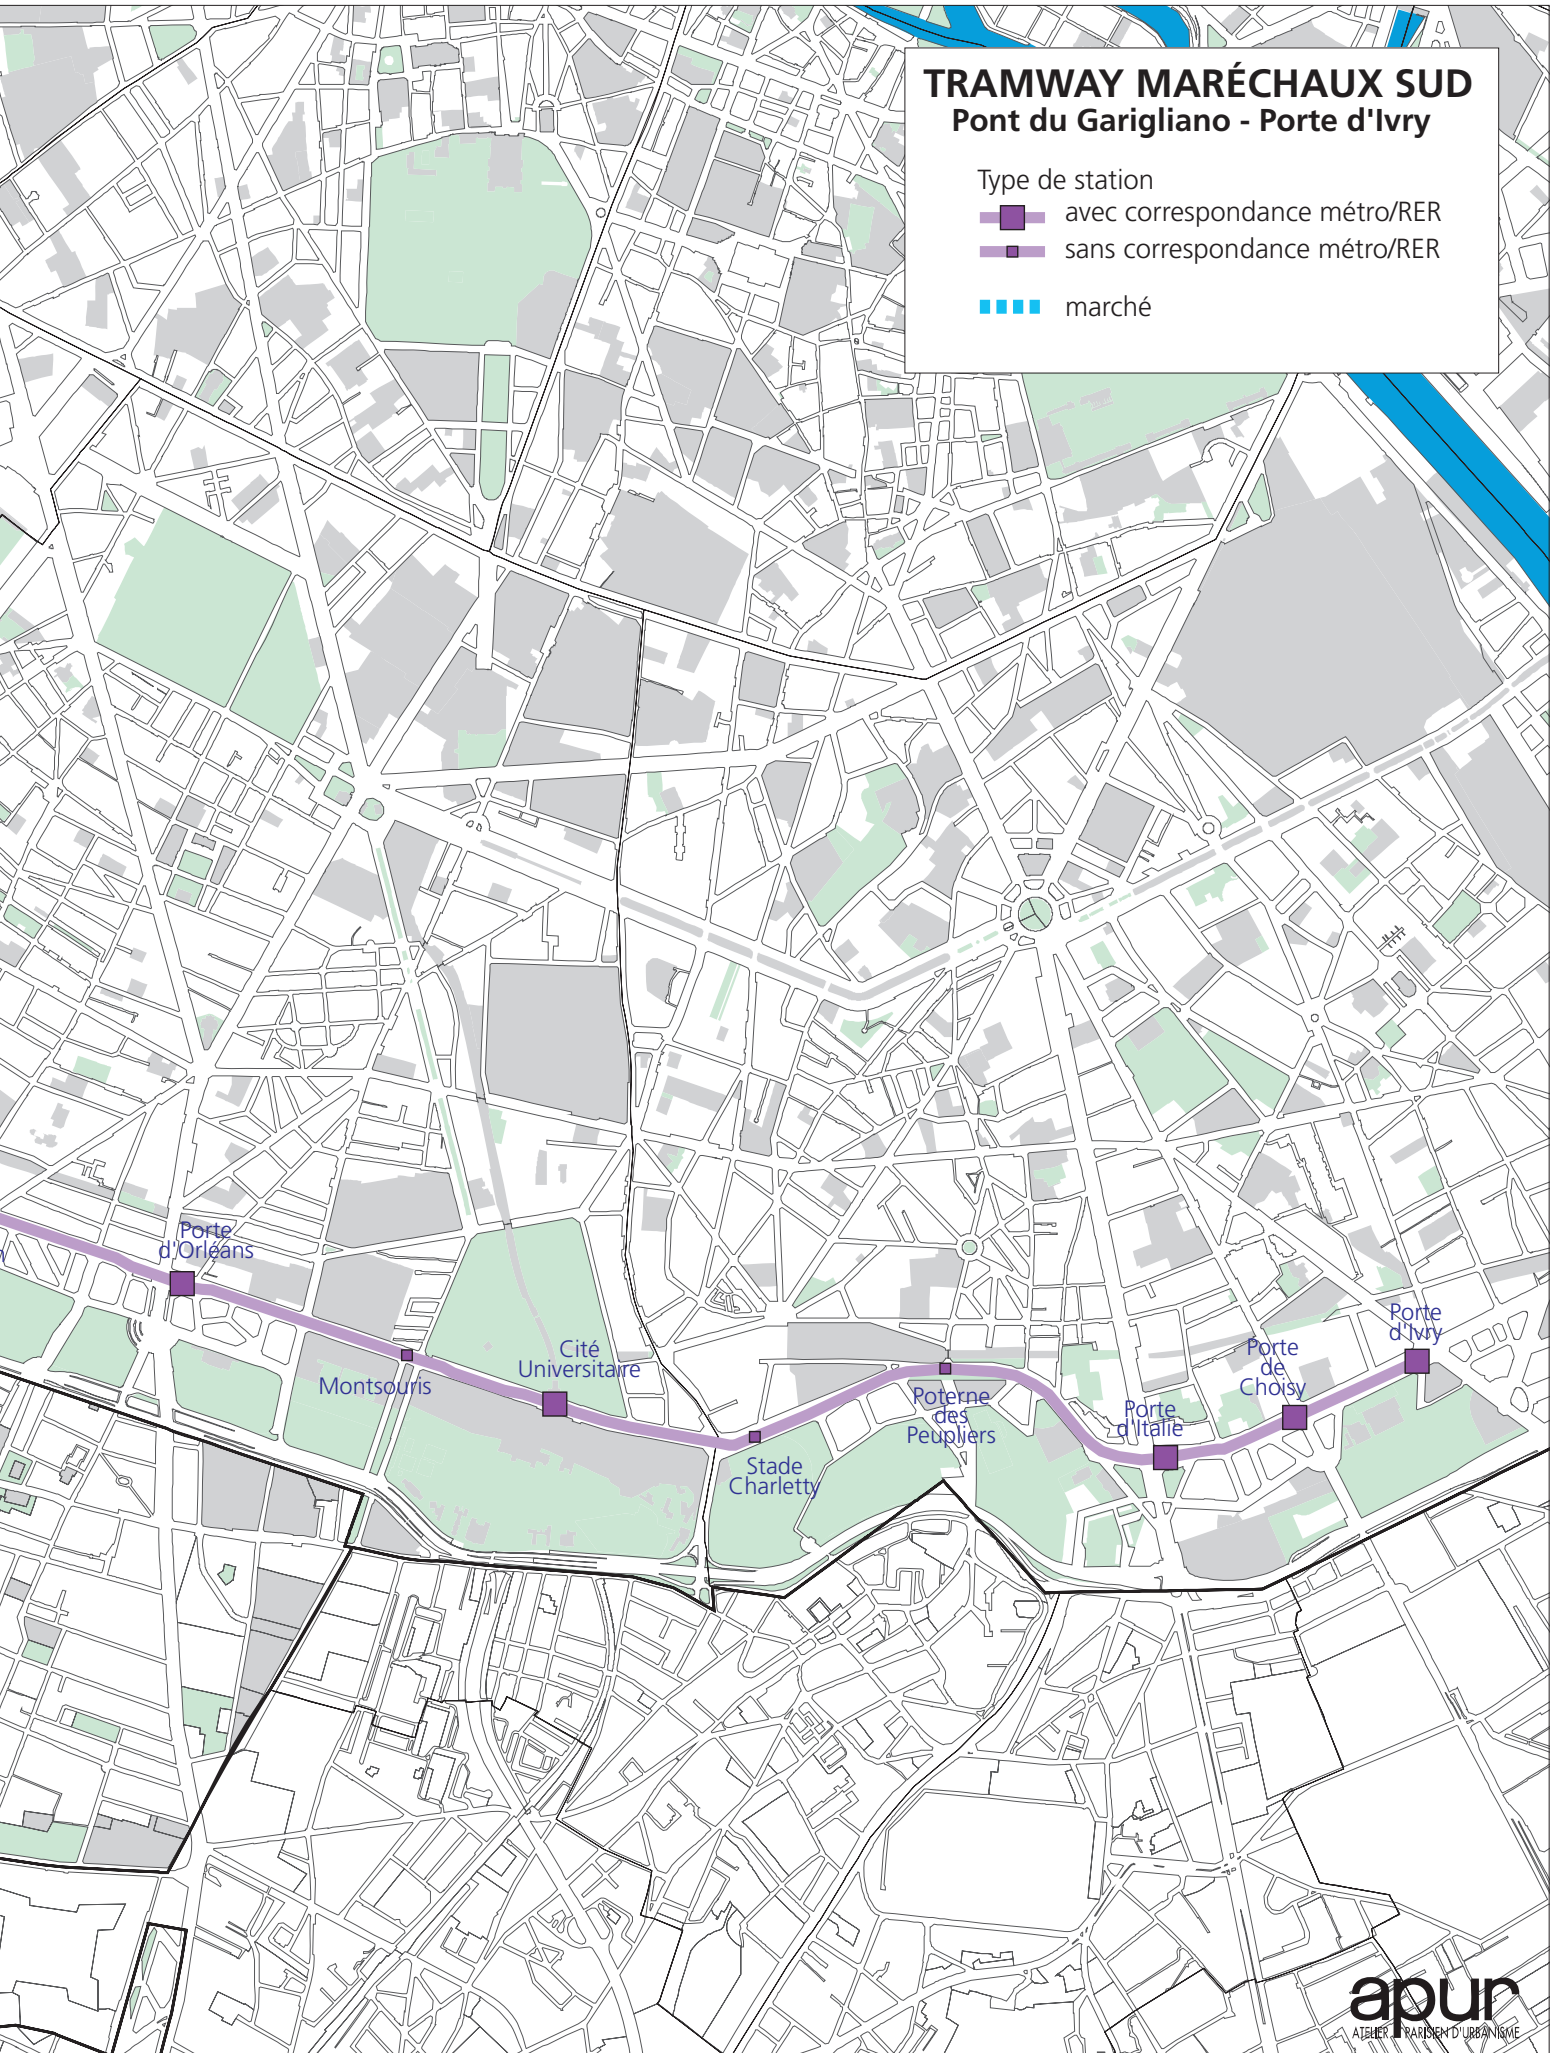 TRAMWAY MARÉCHAUX SUD
Pont du Garigliano - Porte d'Ivry
Type de station
avec correspondance métro/RER
sans correspondance métro/RER
marché
Porte
d'Orléans
Montsouris
Cité
Universitaire
Stade
Charletty
Poterne
des
Peupliers
Porte
d'Italie
Porte
de
Choisy
Porte
d'Ivry
apur
ATELIER PARISIEN D'URBANISME